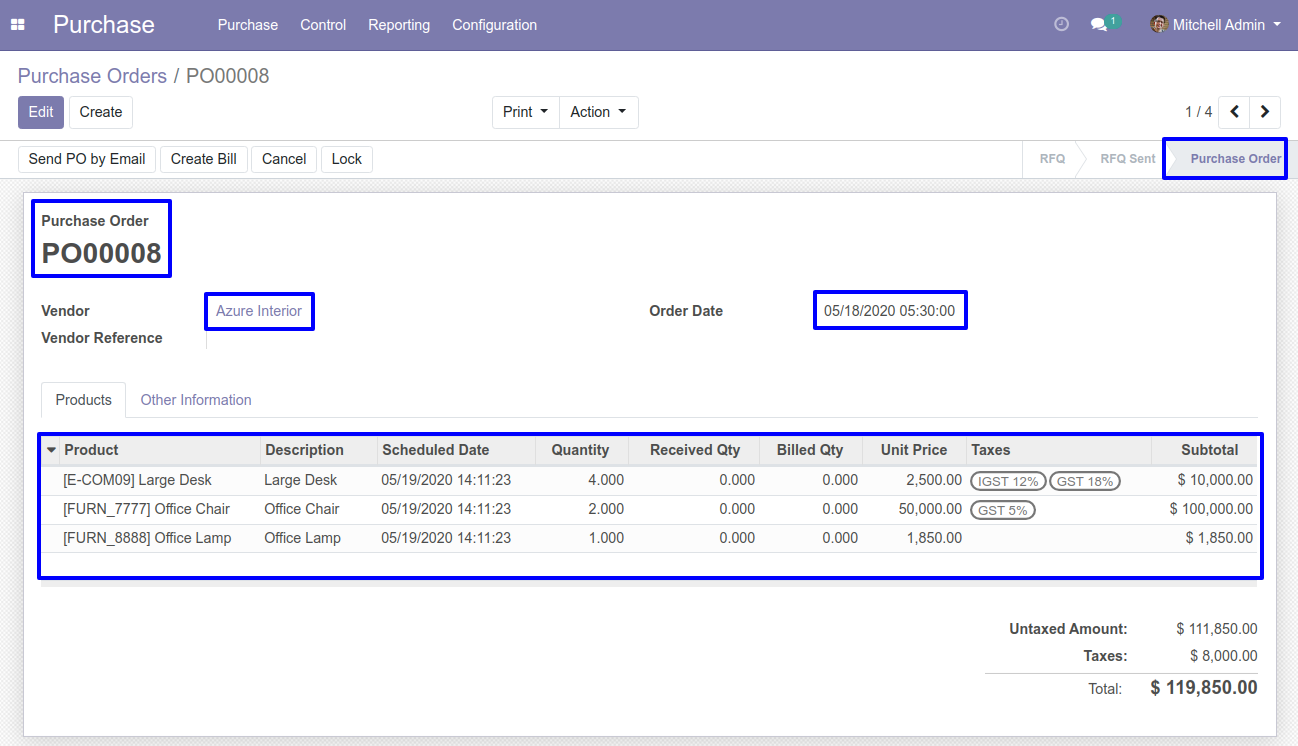 Purchase Purchase Control Reporting Configuration 1 Mitchell Admin
Purchase Orders / PO00008
Edit Create Print Action 1 / 4
Send PO by Email Create Bill Cancel Lock RFQ RFQ Sent Purchase Order
Purchase Order
PO00008
Vendor Azure Interior Order Date 05/18/2020 05:30:00
Vendor Reference
Products Other Information
Product Description Scheduled Date Quantity Received Qty Billed Qty Unit Price Taxes Subtotal
[E-COM09] Large Desk Large Desk 05/19/2020 14:11:23 4.000 0.000 0.000 2,500.00 IGST 12% GST 18% $ 10,000.00
[FURN_7777] Office Chair Office Chair 05/19/2020 14:11:23 2.000 0.000 0.000 50,000.00 GST 5% $ 100,000.00
[FURN_8888] Office Lamp Office Lamp 05/19/2020 14:11:23 1.000 0.000 0.000 1,850.00 $ 1,850.00
Untaxed Amount: $ 111,850.00
Taxes: $ 8,000.00
Total: $ 119,850.00